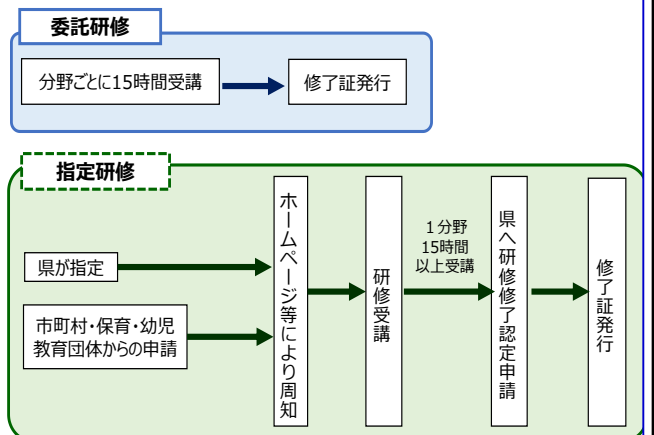 委託研修
分野ごとに15時間受講
修了証発行
指定研修
県が指定
市町村・保育・幼児
教育団体からの申請
ホームページ等により周知
研修受講
１分野
15時間
以上受講
県へ研修修了認定申請
修了証発行